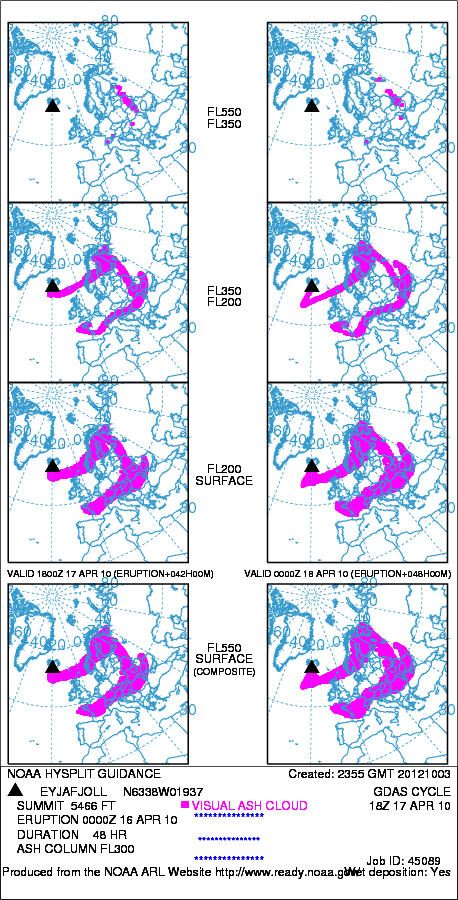 FL550
FL350
FL350
FL200
FL200
SURFACE
VALID 1800Z 17 APR 10 (ERUPTION+042H00M)
VALID 0000Z 18 APR 10 (ERUPTION+048H00M)
FL550
SURFACE
(COMPOSITE)
NOAA HYSPLIT GUIDANCE
Created: 2355 GMT 20121003
EYJAFJOLL N6338W01937
GDAS CYCLE
SUMMIT 5466 FT
VISUAL ASH CLOUD
18Z 17 APR 10
ERUPTION 0000Z 16 APR 10
***************
DURATION 48 HR
***************
ASH COLUMN FL300
***************
Job ID: 45089
Produced from the NOAA ARL Website http://www.ready.noaa.gov
Wet deposition: Yes